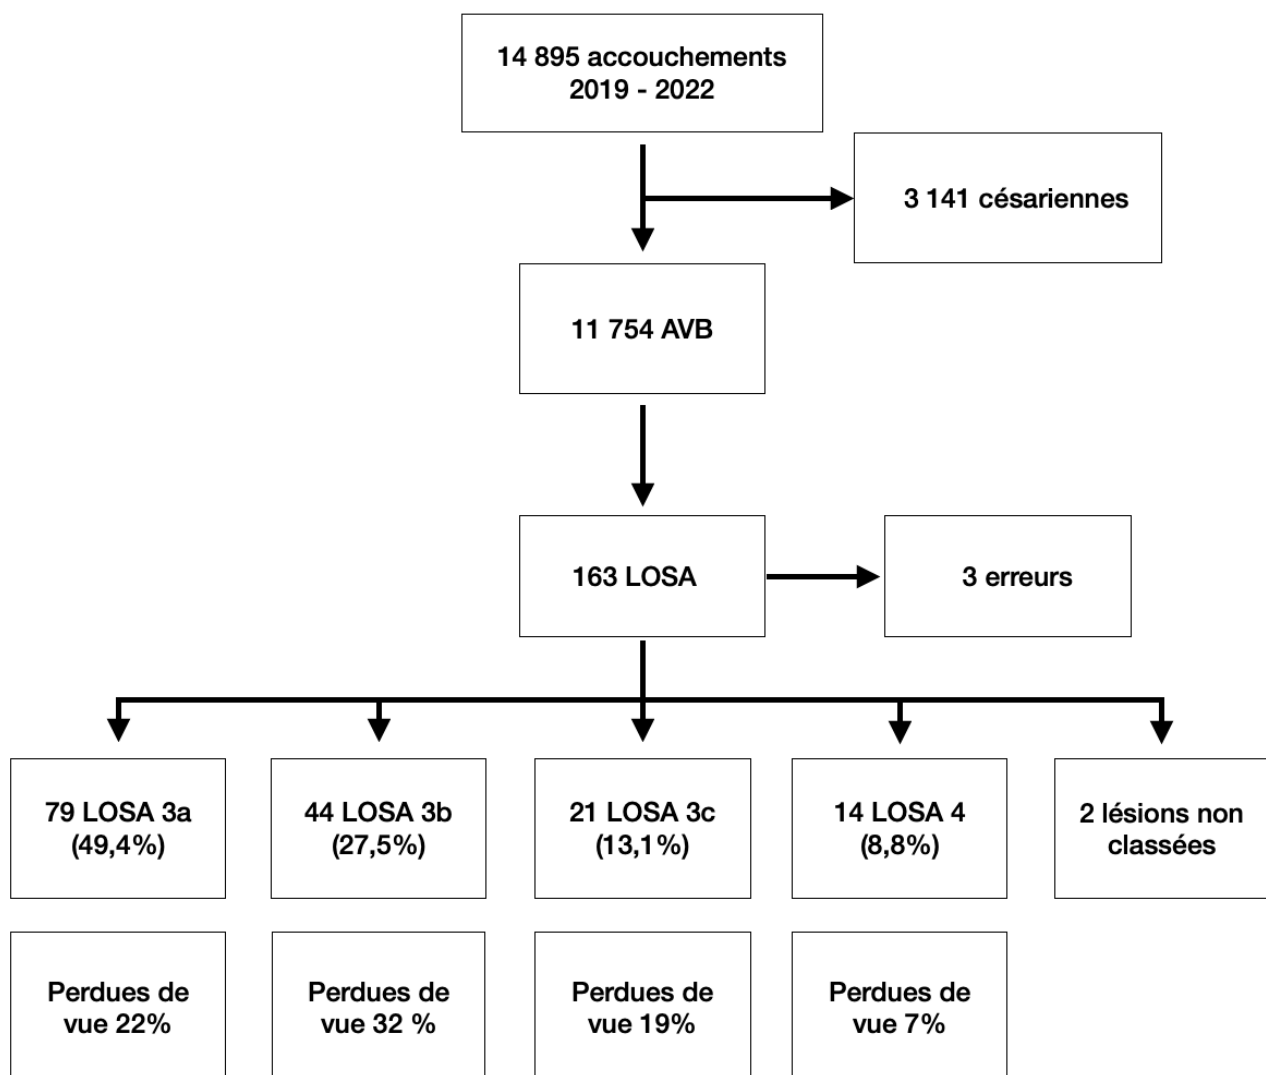 14 895 accouchements
2019 - 2022
3 141 césariennes
11 754 AVB
163 LOSA
3 erreurs
79 LOSA 3a
(49,4%)
44 LOSA 3b
(27,5%)
21 LOSA 3c
(13,1%)
14 LOSA 4
(8,8%)
2 lésions non
classées
Perdues de
vue 22%
Perdues de
vue 32 %
Perdues de
vue 19%
Perdues de
vue 7%